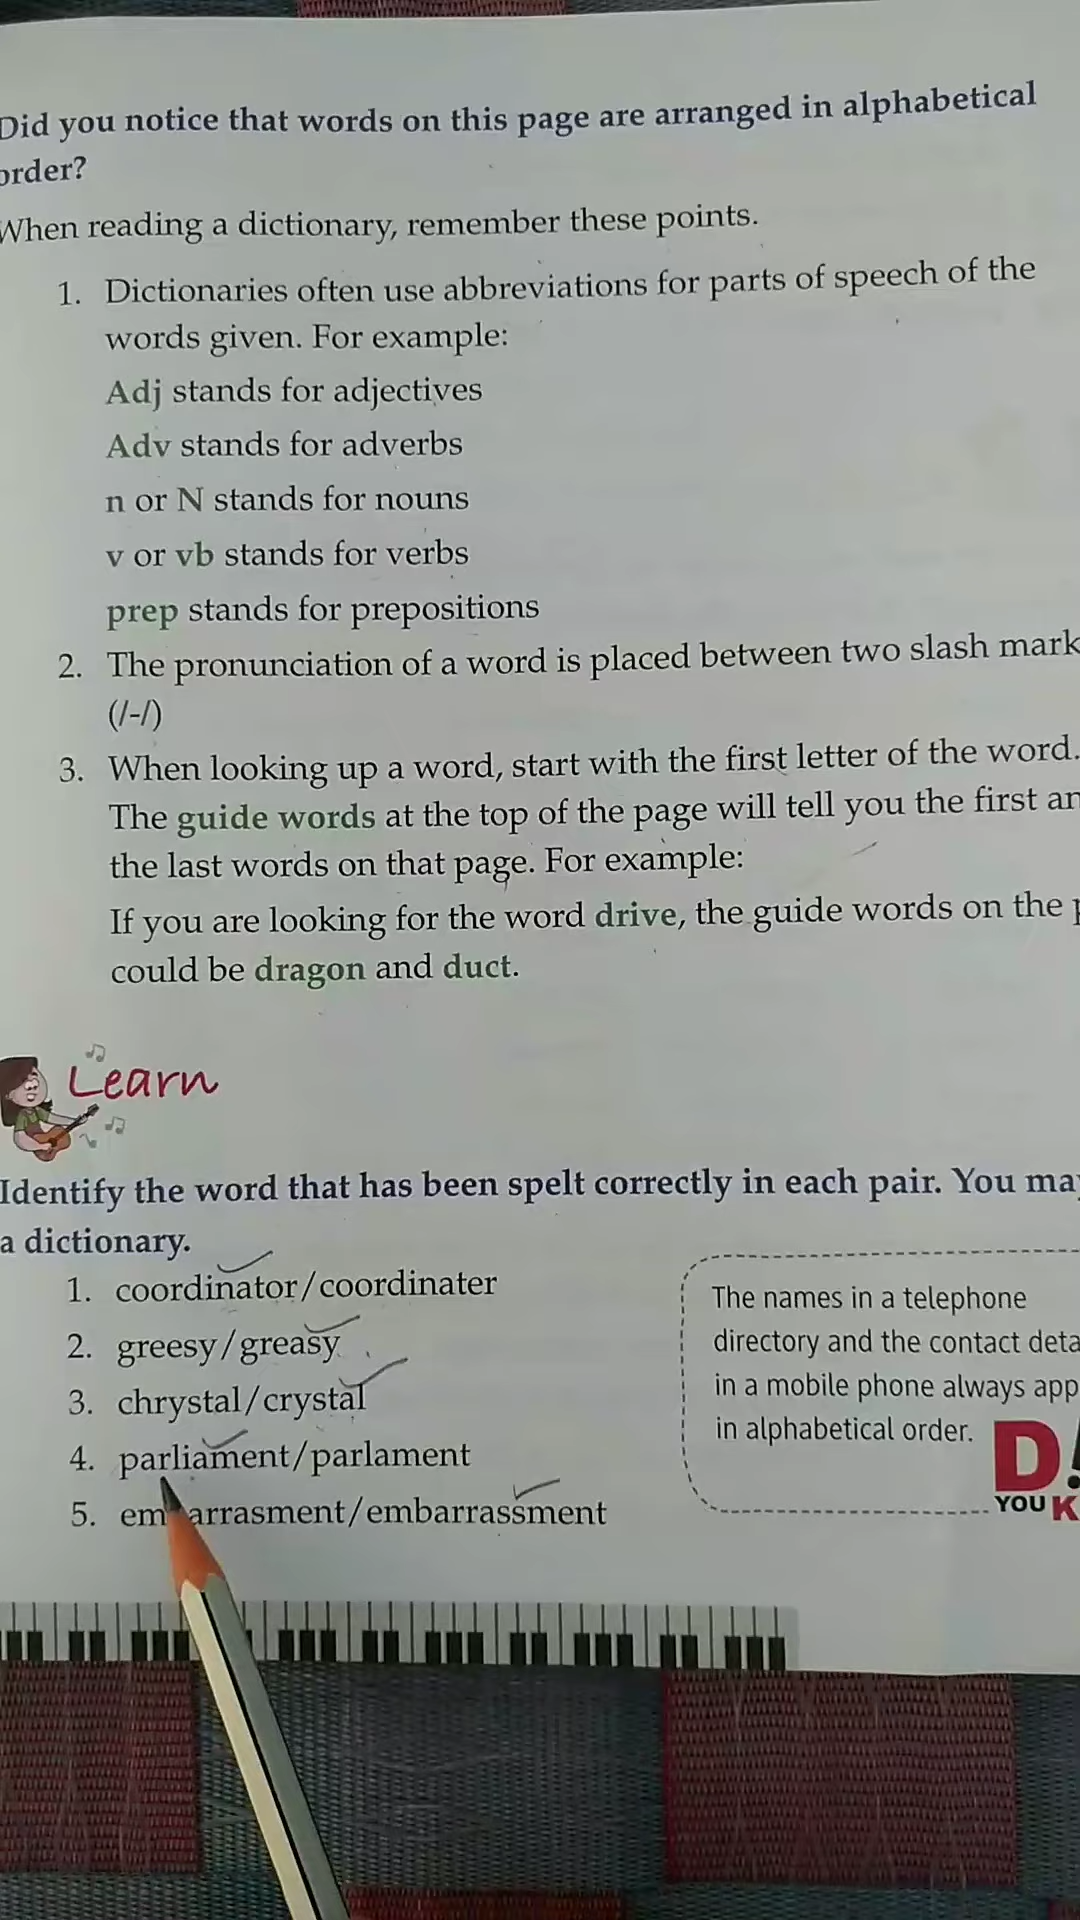 Did you notice that words on this page are arranged in alphabetical
order?
When reading a dictionary, remember these points.
1. Dictionaries often use abbreviations for parts of speech of the
words given. For example:
Adj stands for adjectives
Adv stands for adverbs
n or N stands for nouns
v or vb stands for verbs
prep stands for prepositions
2. The pronunciation of a word is placed between two slash mark
(/-/)
3. When looking up a word, start with the first letter of the word.
The guide words at the top of the page will tell you the first
the last words on that page. For example:
If you are looking for the word drive, the guide words on the
could be dragon and duct.
Learn
Identify the word that has been spelt correctly in each pair. You
a dictionary.
1. coordinator/coordinater
2. greesy/greasy
3. chrystal/crystal
4. parliament/parlament
5. /embarrassment
The names in a telephone
directory and the contact
in a mobile phone always
in alphabetical order.
YOU